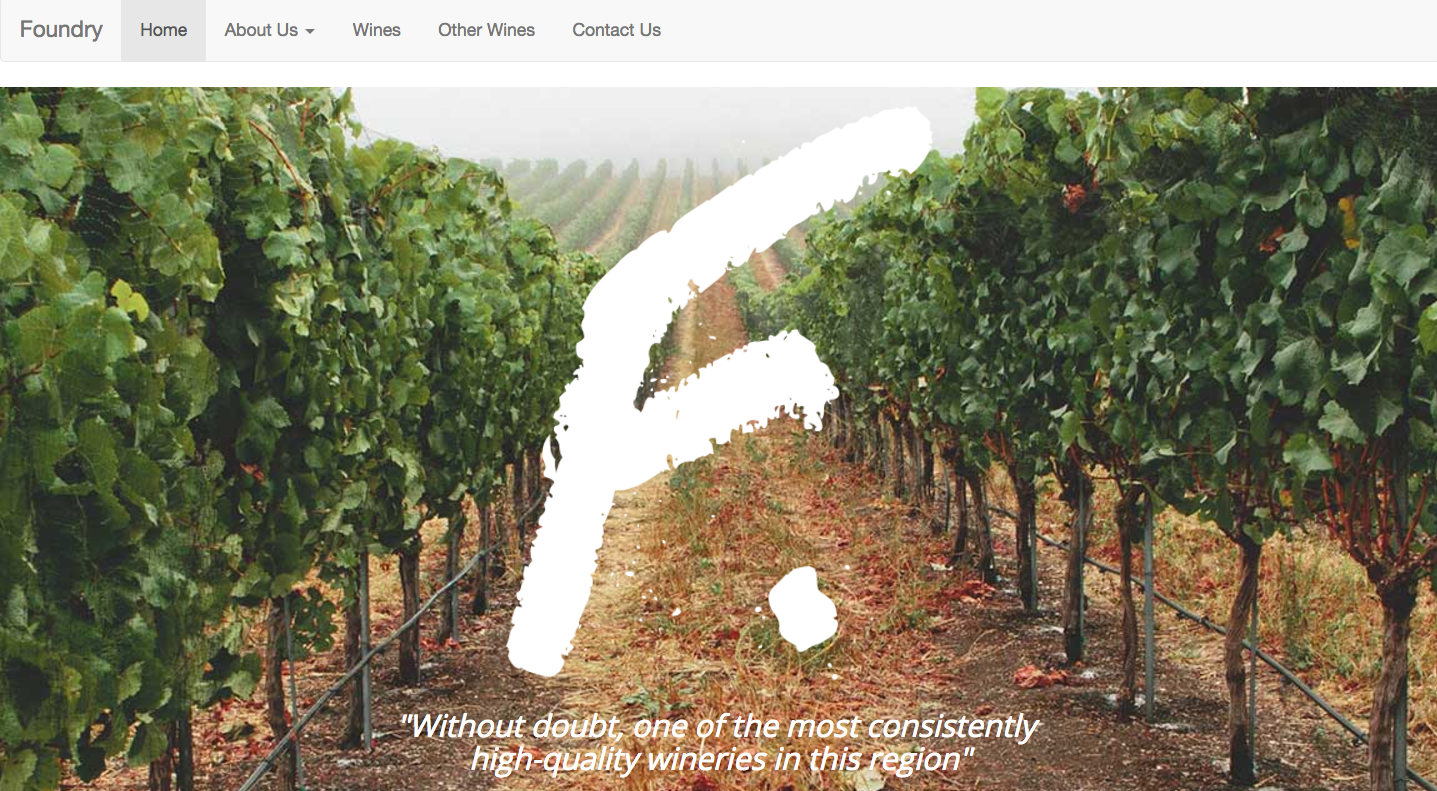 Foundry Home About Us Wines Other Wines Contact Us
F.
"Without doubt, one of the most consistently
high-quality wineries in this region"